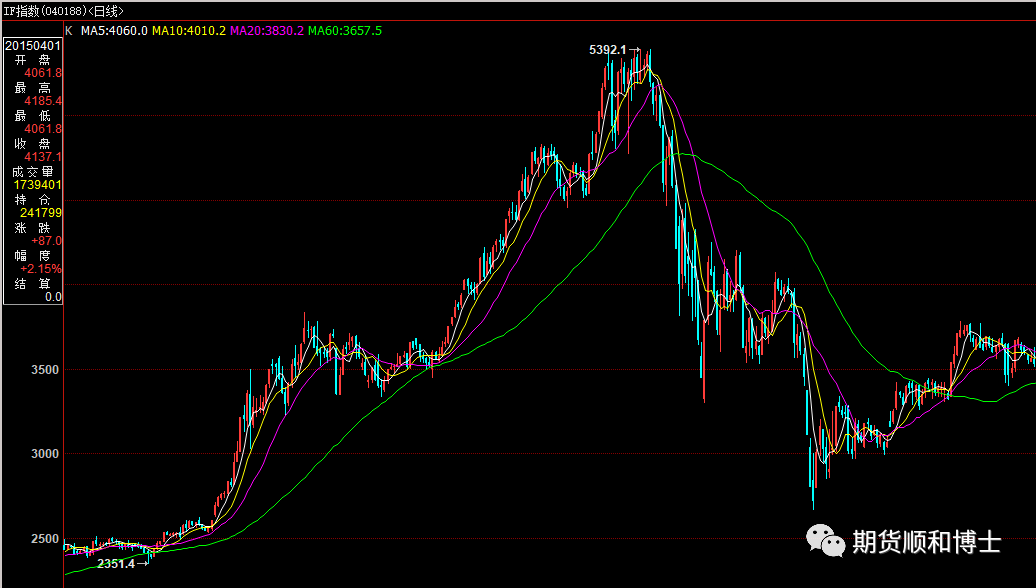 IF指数(040188)<日线>
K MA5:4060.0 MA10:4010.2 MA20:3830.2 MA60:3657.5
20150401
开 盘
4061.8
最 高
4185.4
最 低
4061.8
收 盘
4137.1
成交量
1739401
持 仓
241799
涨 跌
+87.0
幅 度
+2.15%
结 算
0.0
5392.1→
3500
3000
2500
2351.4→
期货顺和博士